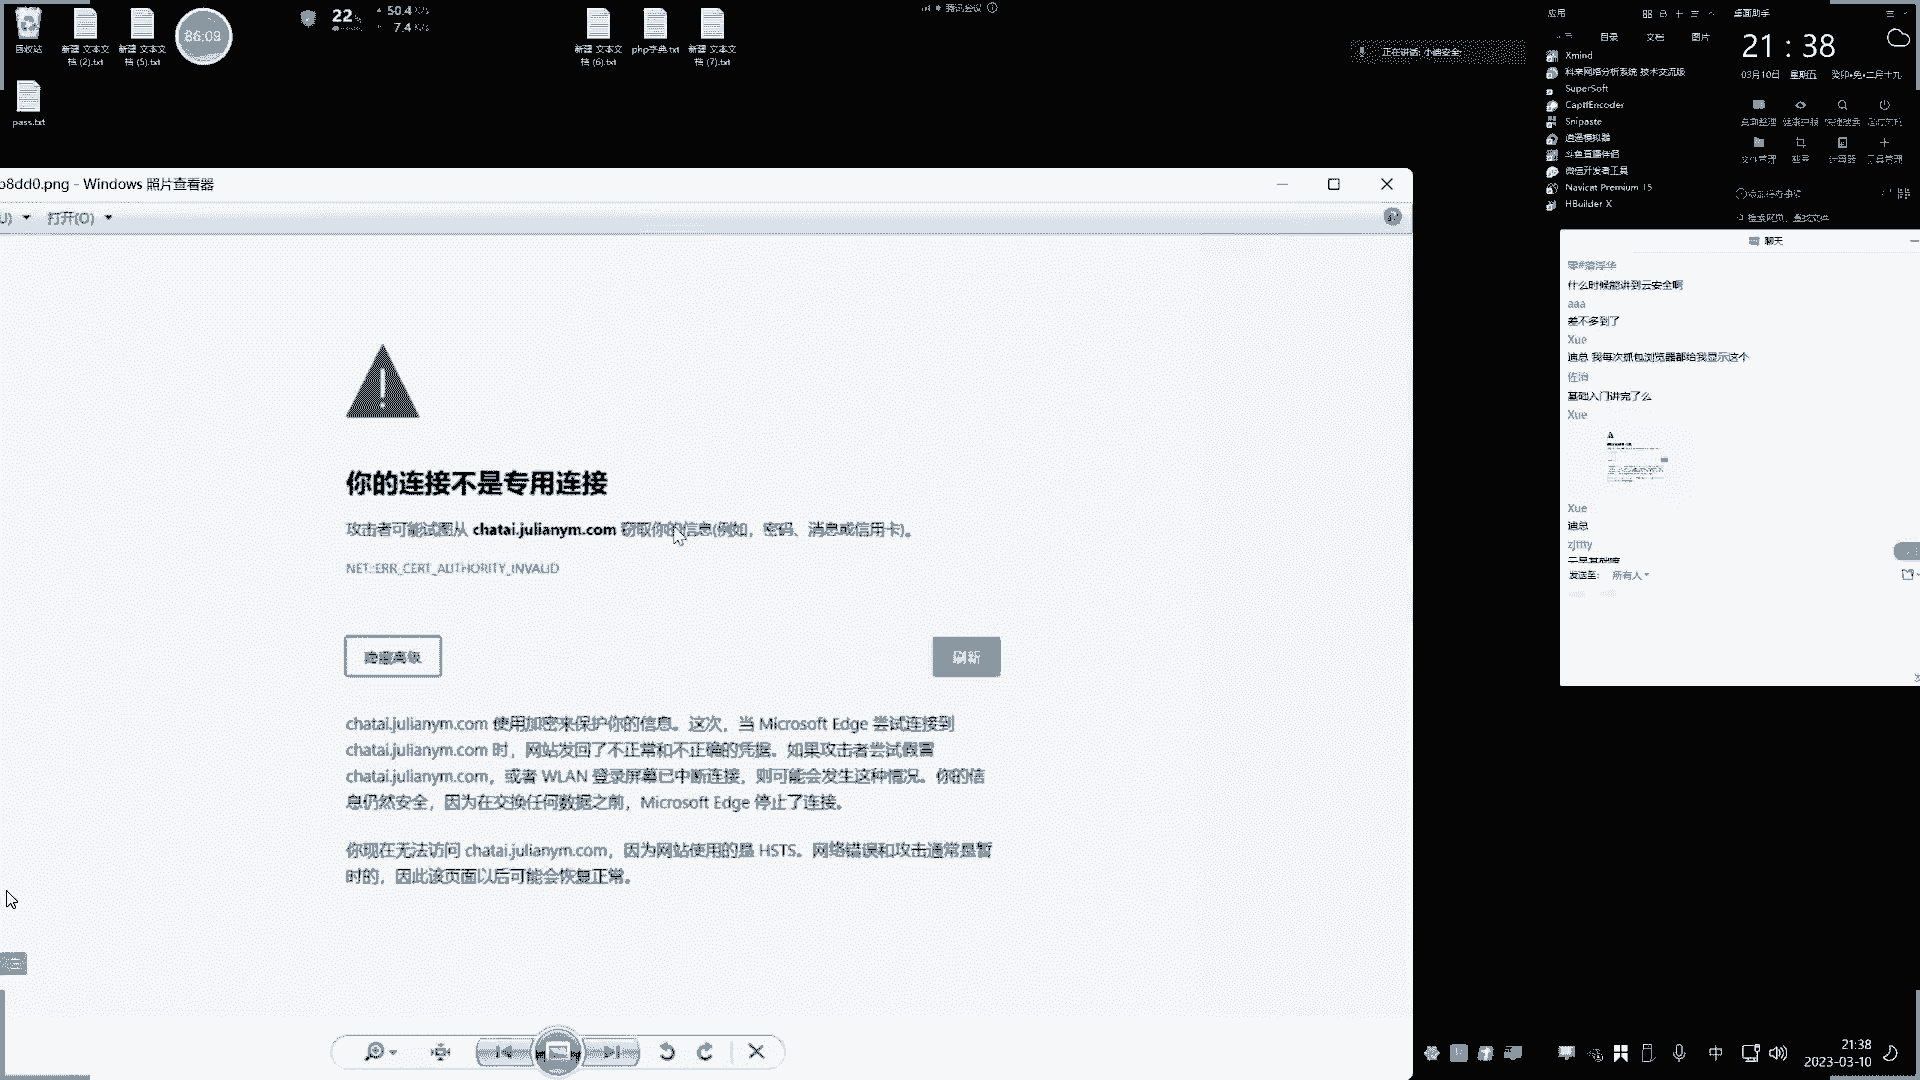 回收站
新建 文本文
档 (2).txt
新建 文本文
档 (5).txt
86:09
22
50.4
7.4
新建 文本文
档 (6).txt
php字典.txt
新建 文本文
档 (7).txt
pass.txt
腾讯会议
正在讲话: 小迪安全
应用
桌面助手
目录
文档
图片
Xmind
科来网络分析系统 技术交流版
SuperSoft
CaptfEncoder
Snipaste
逍遥模拟器
斗鱼直播伴侣
微信开发者工具
Navicat Premium 15
HBuilder X
21 : 38
03月10日 星期五 癸卯•兔•二月十九
b8dd0.png - Windows 照片查看器
打开(O)
你的连接不是专用连接
攻击者可能试图从 chatai.julianym.com 窃取你的信息(例如，密码、消息或信用卡)。
NET::ERR_CERT_AUTHORITY_INVALID
隐藏高级
刷新
chatai.julianym.com 使用加密来保护你的信息。这次，当 Microsoft Edge 尝试连接到
chatai.julianym.com 时，网站发回了不正常和不正确的凭据。如果攻击者尝试假冒
chatai.julianym.com，或者 WLAN 登录屏幕已中断连接，则可能会发生这种情况。你的信
息仍然安全，因为在交换任何数据之前，Microsoft Edge 停止了连接。
你现在无法访问 chatai.julianym.com，因为网站使用的是 HSTS。网络错误和攻击通常是暂
时的，因此该页面以后可能会恢复正常。
聊天
什么时候能讲到云安全啊
aaa
差不多到了
Xue
迪总 我每次抓包浏览器都给我显示这个
基础入门讲完了么
Xue
Xue
迪总
zjttty
发送至: 所有人
中
21:38
2023-03-10